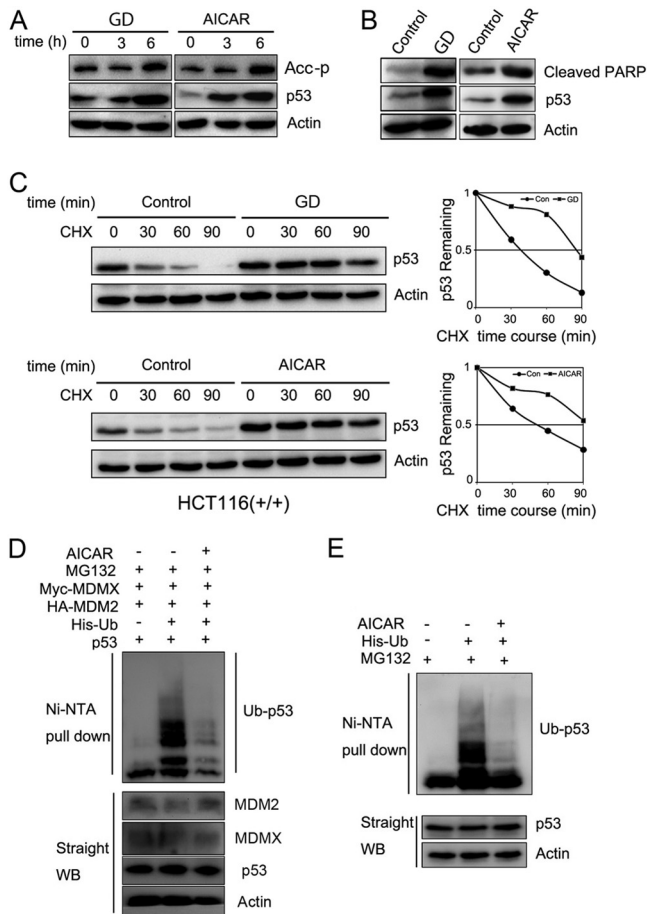 A
GD AICAR
time (h) 0 3 6 0 3 6
Acc-p
p53
Actin
B
Control GD Control AICAR
Cleaved PARP
p53
Actin
C
time (min) Control GD
CHX 0 30 60 90 0 30 60 90
p53
Actin
p53 Remaining
1
0.5
0
Con GD
0 30 60 90
CHX time course (min)
time (min) Control AICAR
CHX 0 30 60 90 0 30 60 90
p53
Actin
HCT116(+/+)
p53 Remaining
1
0.5
0
Con AICAR
0 30 60 90
CHX time course (min)
D
AICAR - - +
MG132 + + +
Myc-MDMX + + +
HA-MDM2 + + +
His-Ub - + +
p53 + + +
Ni-NTA
pull down
Ub-p53
Straight
WB
MDM2
MDMX
p53
Actin
E
AICAR - - +
His-Ub - + +
MG132 + + +
Ni-NTA
pull down
Ub-p53
Straight
WB
p53
Actin